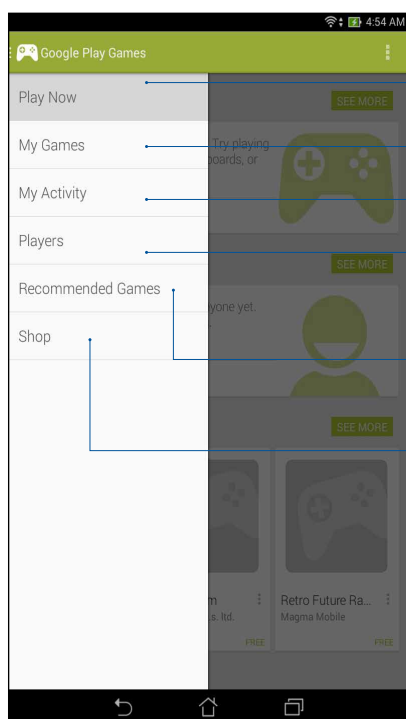 4:54 AM
Google Play Games
Play Now
SEE MORE
My Games
Try playing
boards, or
My Activity
Players
SEE MORE
Recommended Games
yone yet.
Shop
SEE MORE
m
Retro Future Ra...
.s. ltd.
Magma Mobile
FREE
FREE